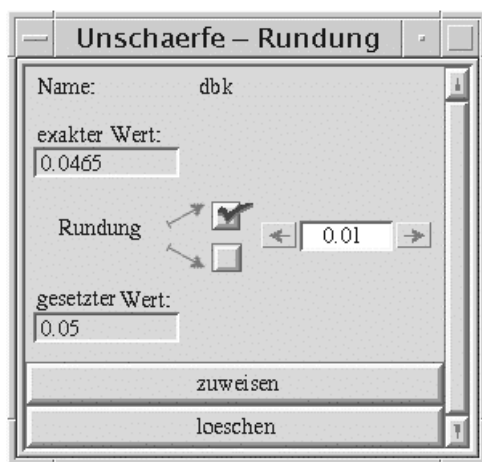 Unschaerfe – Rundung
Name: dbk
exakter Wert:
0.0465
Rundung
0.01
gesetzter Wert:
0.05
zuweisen
loeschen